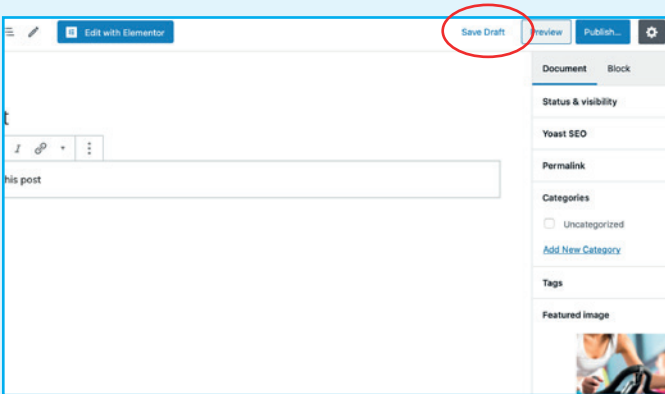 Edit with Elementor
Save Draft
Preview
Publish...
Document
Block
Status & visibility
t
I
his post
Yoast SEO
Permalink
Categories
Uncategorized
Add New Category
Tags
Featured image